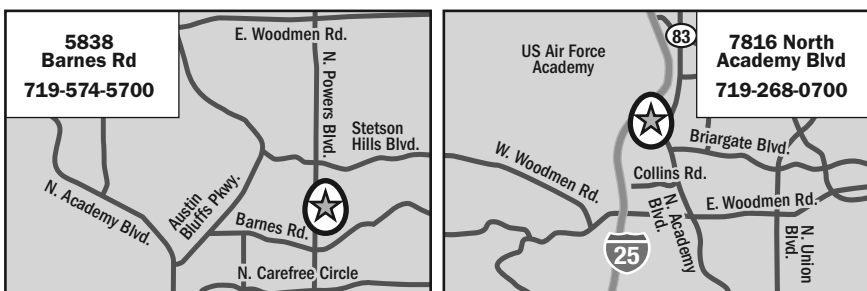 5838
Barnes Rd
719-574-5700
E. Woodmen Rd.
N. Powers Blvd.
Stetson
Hills Blvd.
N. Academy Blvd.
Austin
Bluffs Pkwy.
Barnes Rd.
N. Carefree Circle
7816 North
Academy Blvd
719-268-0700
US Air Force
Academy
83
Briargate Blvd.
W. Woodmen Rd.
Collins Rd.
E. Woodmen Rd.
N. Academy
Blvd.
N. Union
Blvd.
25